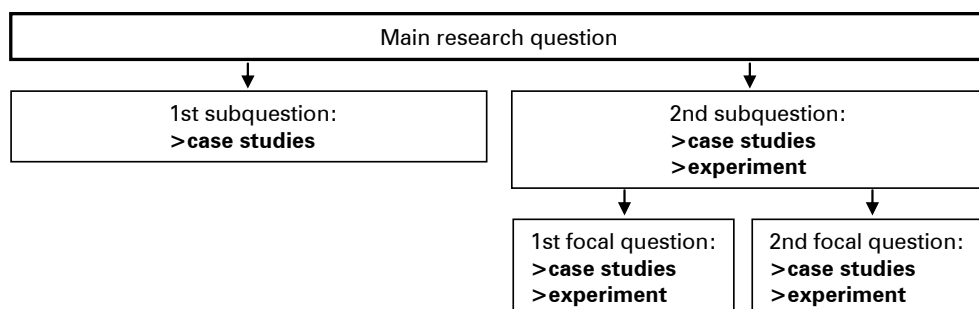 Main research question
1st subquestion:
>case studies
2nd subquestion:
>case studies
>experiment
1st focal question:
>case studies
>experiment
2nd focal question:
>case studies
>experiment